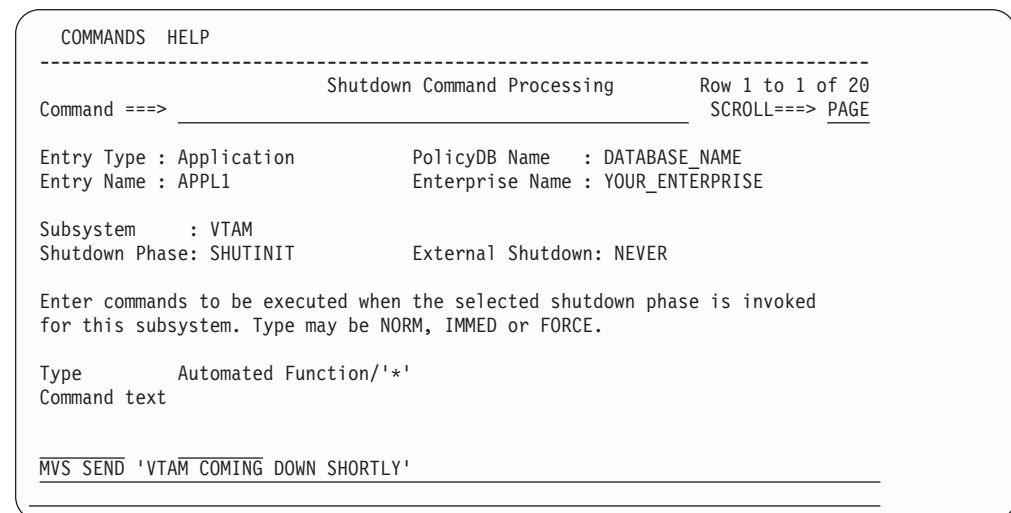 COMMANDS HELP
-------------------------------------------------------------------------------
Shutdown Command Processing Row 1 to 1 of 20
Command ===> SCROLL===> PAGE
Entry Type : Application PolicyDB Name : DATABASE_NAME
Entry Name : APPL1 Enterprise Name : YOUR_ENTERPRISE
Subsystem : VTAM
Shutdown Phase: SHUTINIT External Shutdown: NEVER
Enter commands to be executed when the selected shutdown phase is invoked
for this subsystem. Type may be NORM, IMMED or FORCE.
Type Automated Function/'*'
Command text
MVS SEND 'VTAM COMING DOWN SHORTLY'